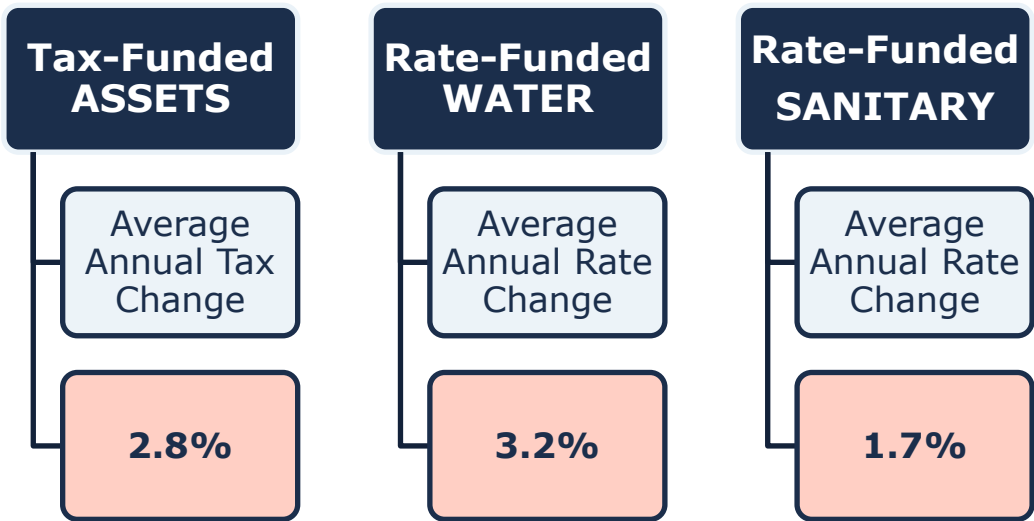 Tax-Funded
ASSETS
Average
Annual Tax
Change
2.8%
Rate-Funded
WATER
Average
Annual Rate
Change
3.2%
Rate-Funded
SANITARY
Average
Annual Rate
Change
1.7%